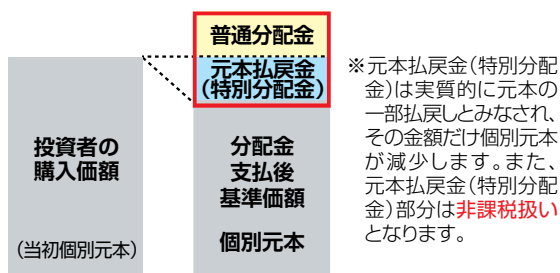 普通分配金
元本払戻金
(特別分配金)
投資者の
購入価額
(当初個別元本)
分配金
支払後
基準価額
個別元本
※元本払戻金(特別分配
金)は実質的に元本の
一部払戻しとみなされ、
その金額だけ個別元本
が減少します。また、
元本払戻金(特別分配
金)部分は非課税扱い
となります。